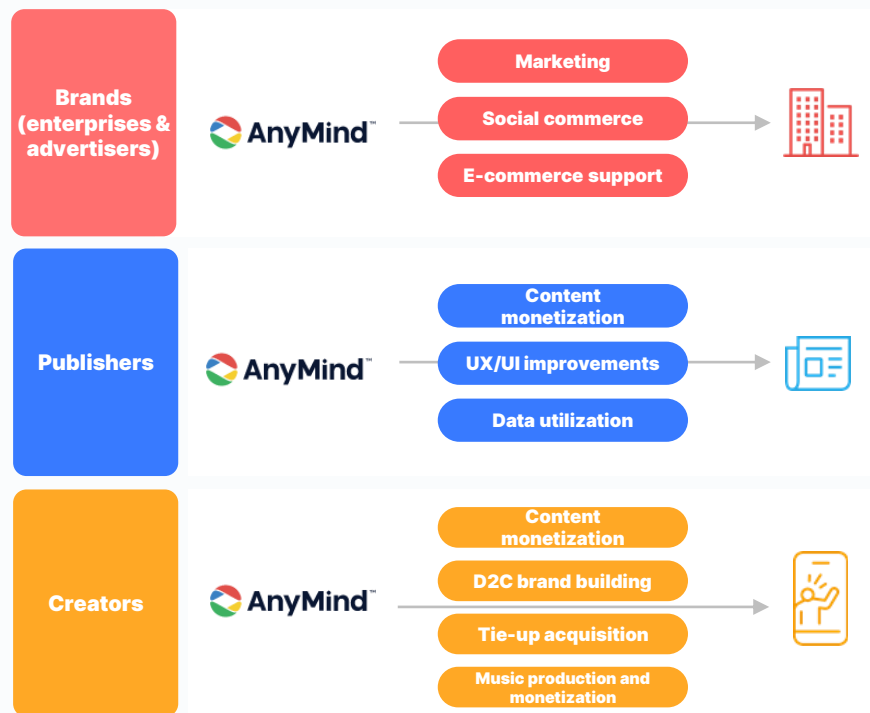 Brands
(enterprises &
advertisers)
AnyMind™
Marketing
Social commerce
E-commerce support
Publishers
AnyMind™
Content
monetization
UX/UI improvements
Data utilization
Creators
AnyMind™
Content
monetization
D2C brand building
Tie-up acquisition
Music production and
monetization